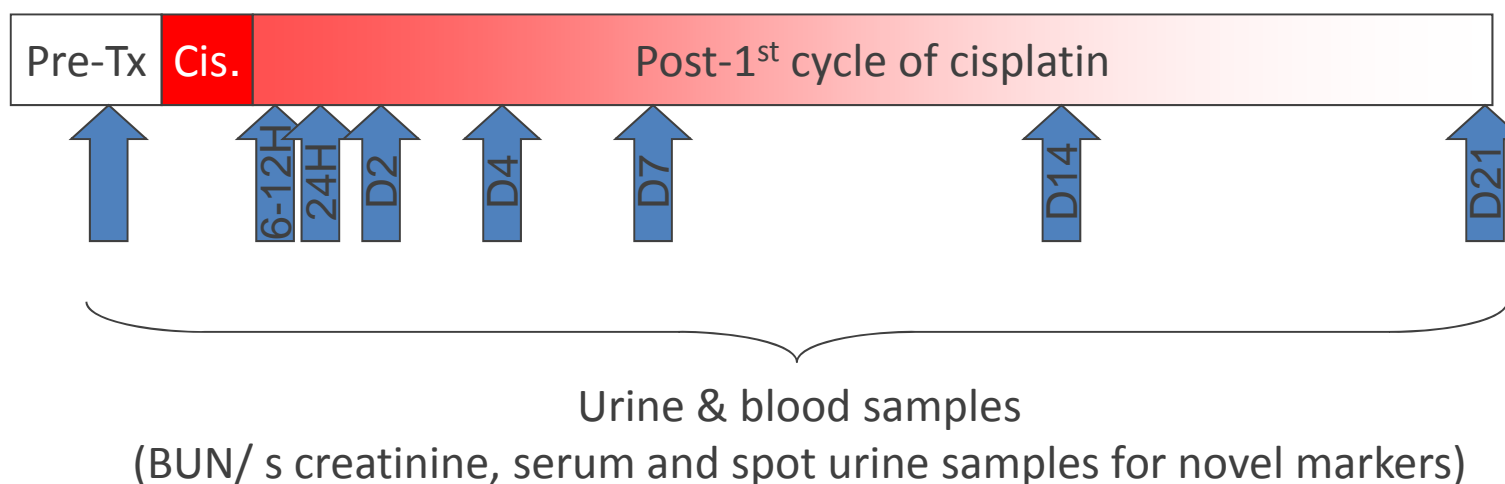 Pre-Tx Cis. Post-1st cycle of cisplatin
6-12H 24H D2 D4 D7 D14 D21
Urine & blood samples
(BUN/ s creatinine, serum and spot urine samples for novel markers)